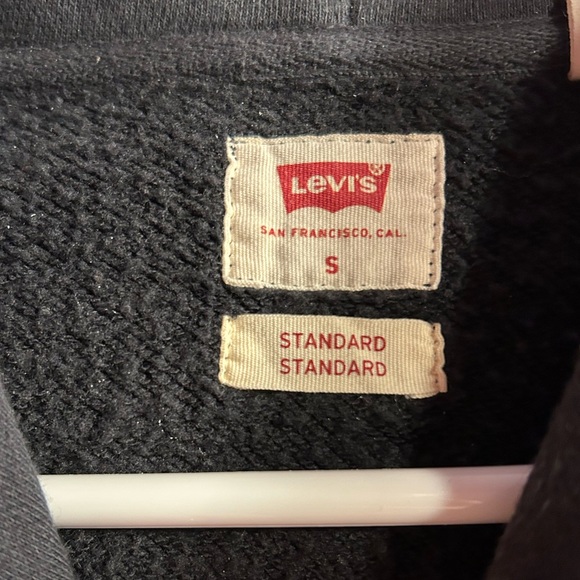 Levi's
SAN FRANCISCO, CAL.
S
STANDARD
STANDARD